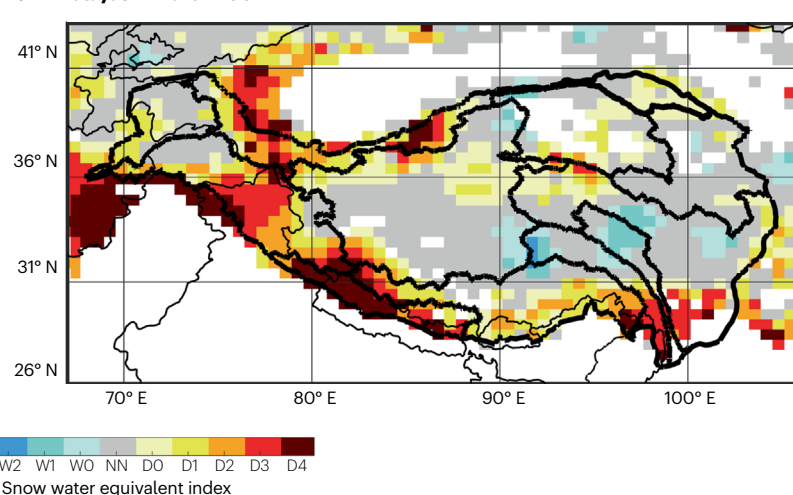 41° N
36° N
31° N
26° N
70° E 80° E 90° E 100° E
W2 W1 W0 NN D0 D1 D2 D3 D4
Snow water equivalent index